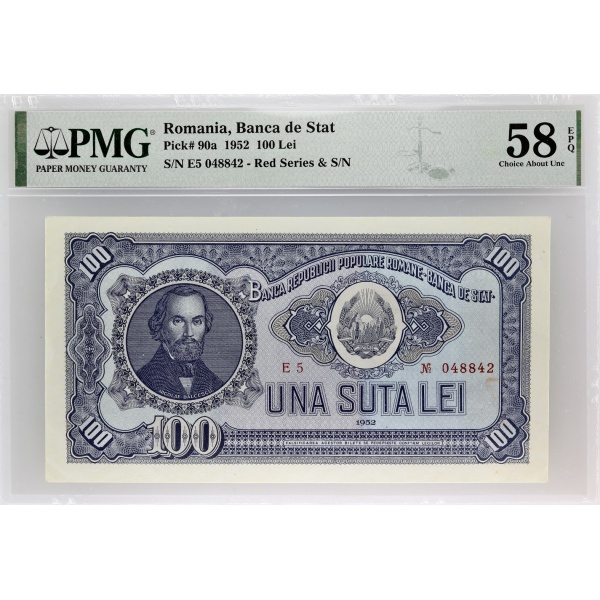 PMG
PAPER MONEY GUARANTY
Romania, Banca de Stat
Pick# 90a 1952 100 Lei
S/N E5 048842 - Red Series & S/N
58 EPQ
Choice About Unc
100
100
BANCA REPUBLICII POPULARE ROMANE-BANCA DE STAT-
E 5 № 048842
UNA SUTA LEI
1952
100
100
100